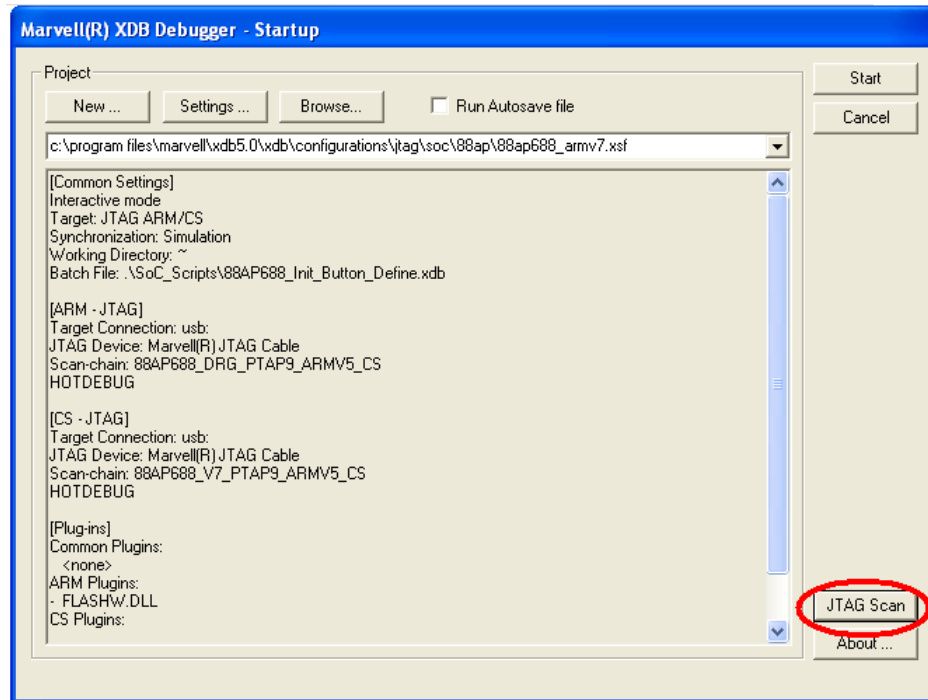 Marvell(R) XDB Debugger - Startup
Project
New ...
Settings ...
Browse...
Run Autosave file
Start
Cancel
c:\program files\marvell\xdb5.0\xdb\configurations\jtag\soc\88ap\88ap688_armv7.xsf
[Common Settings]
Interactive mode
Target: JTAG ARM/CS
Synchronization: Simulation
Working Directory: ~
Batch File: .\SoC_Scripts\88AP688_Init_Button_Define.xdb
[ARM - JTAG]
Target Connection: usb:
JTAG Device: Marvell(R) JTAG Cable
Scan-chain: 88AP688_DRG_PTAP9_ARMV5_CS
HOTDEBUG
[CS - JTAG]
Target Connection: usb:
JTAG Device: Marvell(R) JTAG Cable
Scan-chain: 88AP688_V7_PTAP9_ARMV5_CS
HOTDEBUG
[Plug-ins]
Common Plugins:
<none>
ARM Plugins:
- FLASHW.DLL
CS Plugins:
JTAG Scan
About ...